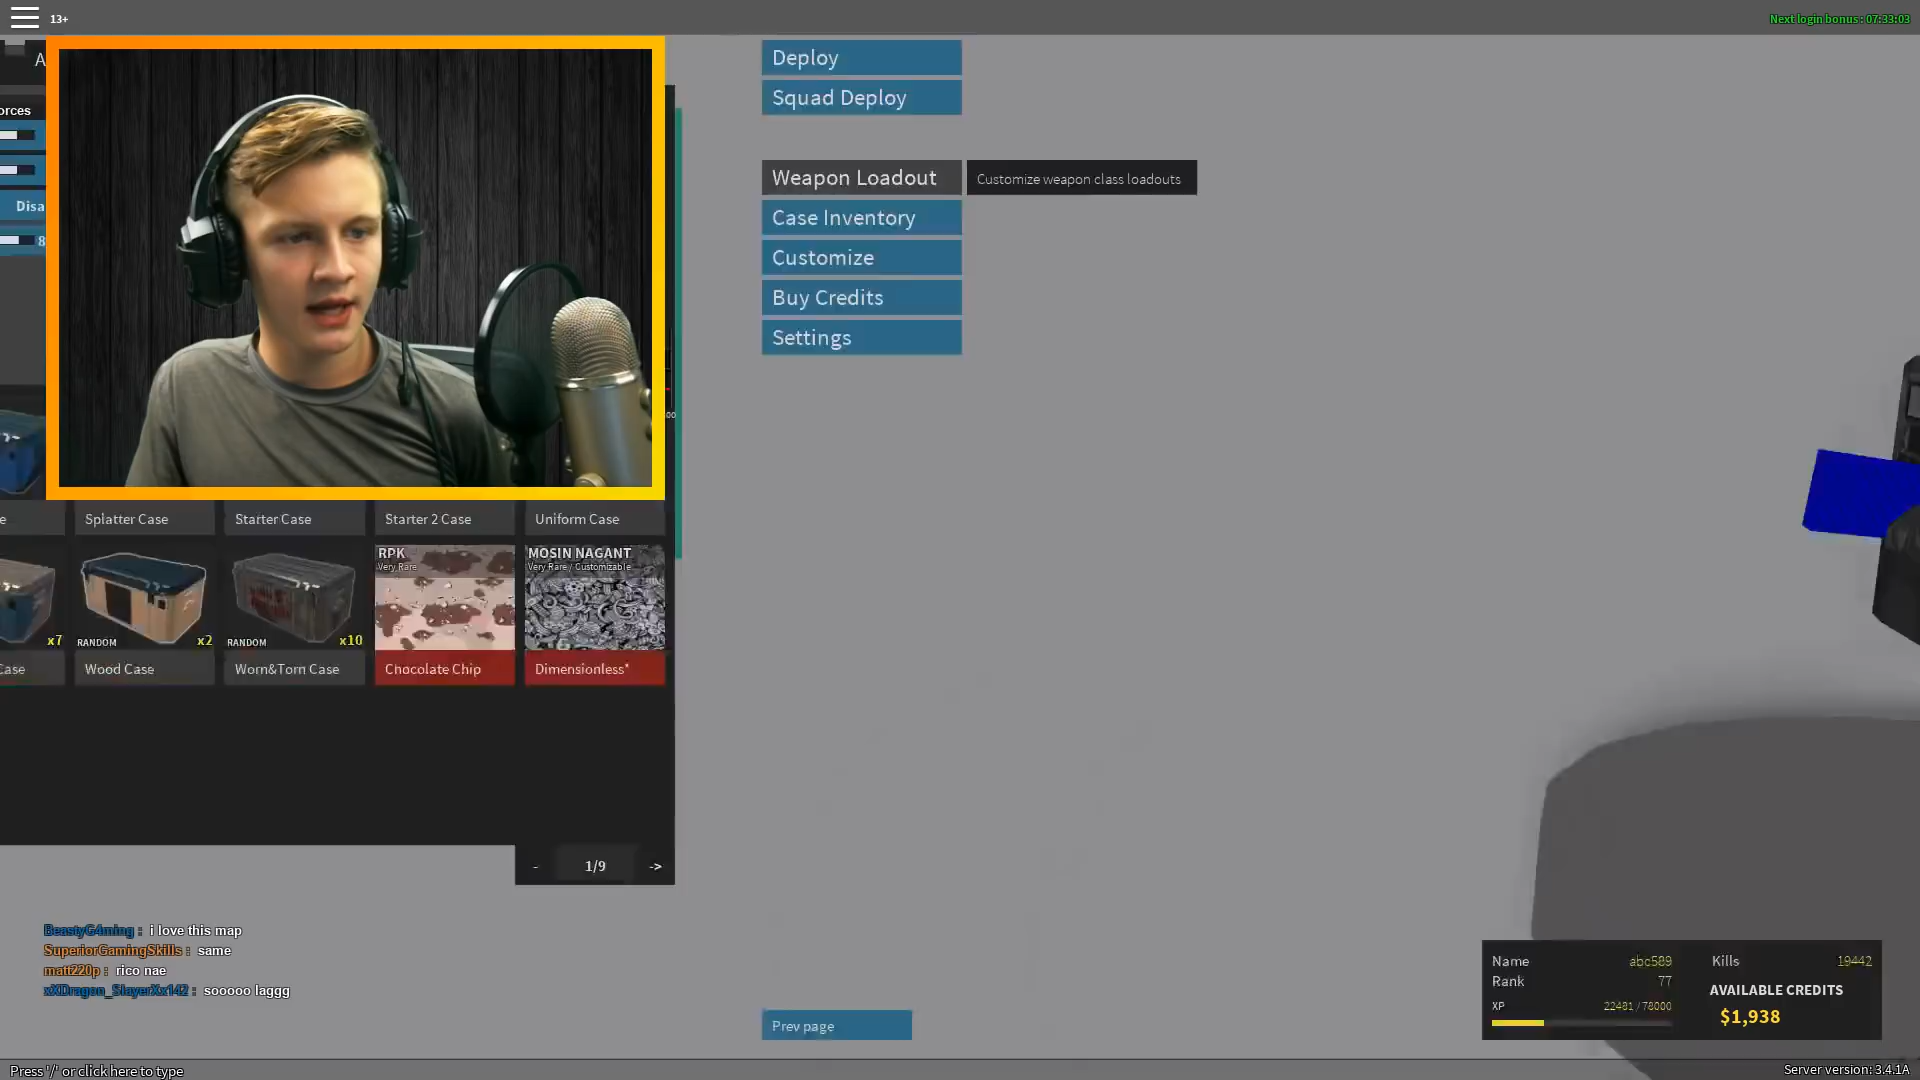 13+
Next login bonus : 07:33:03
A
orces
Disa
8
Deploy
Squad Deploy
Weapon Loadout
Customize weapon class loadouts
Case Inventory
Customize
Buy Credits
Settings
e
Splatter Case
Starter Case
Starter 2 Case
Uniform Case
RPK
Very Rare
MOSIN NAGANT
Very Rare / Customizable
x7
RANDOM
x2
RANDOM
x10
Case
Wood Case
Worn&Torn Case
Chocolate Chip
Dimensionless*
-
1/9
->
BeastyG4ming : i love this map
SuperiorGamingSkills : same
matt220p : rico nae
xXDragon_SlayerXx142 : sooooo laggg
Prev page
Name abc589
Rank 77
XP 22481 / 78000
Kills 19442
AVAILABLE CREDITS
$1,938
Press '/' or click here to type
Server version: 3.4.1A